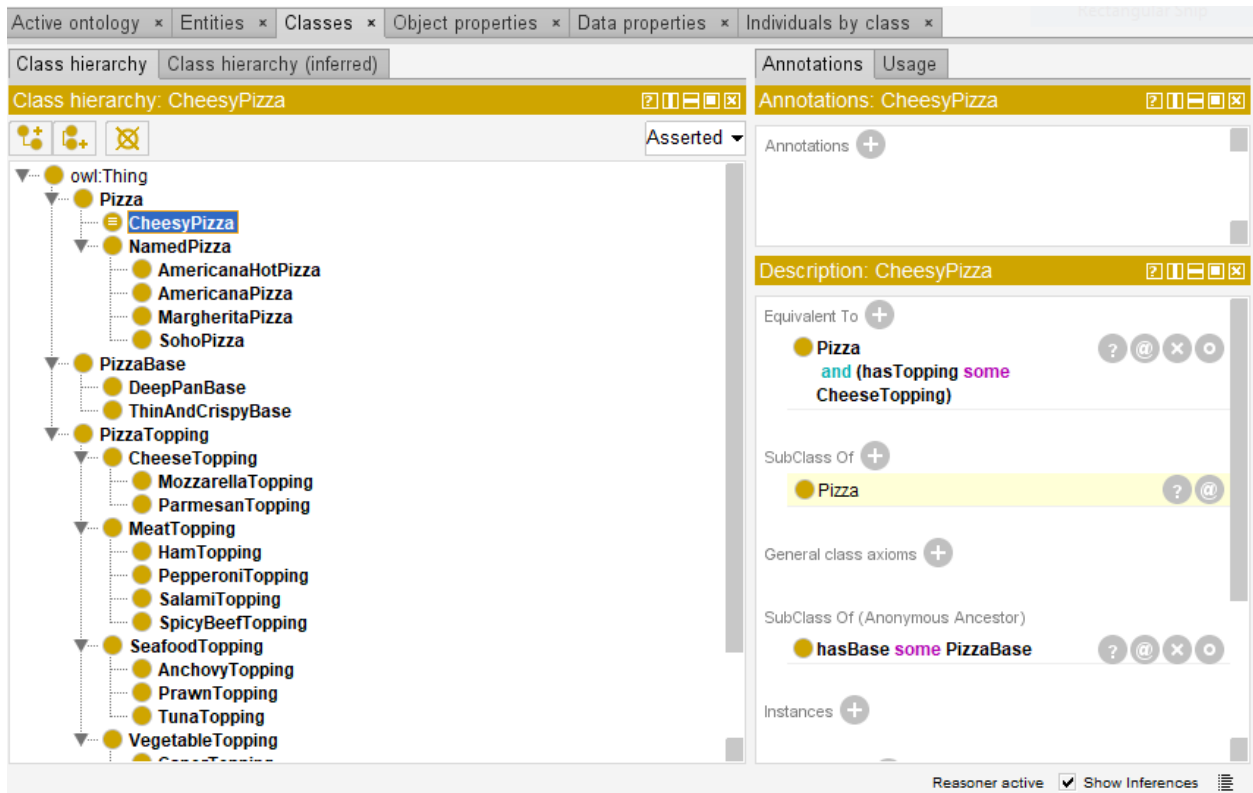 Active ontology × Entities × Classes × Object properties × Data properties × Individuals by class ×
Class hierarchy Class hierarchy (inferred)
Class hierarchy: CheesyPizza
Asserted
owl:Thing
Pizza
CheesyPizza
NamedPizza
AmericanaHotPizza
AmericanaPizza
MargheritaPizza
SohoPizza
PizzaBase
DeepPanBase
ThinAndCrispyBase
PizzaTopping
CheeseTopping
MozzarellaTopping
ParmesanTopping
MeatTopping
HamTopping
PepperoniTopping
SalamiTopping
SpicyBeefTopping
SeafoodTopping
AnchovyTopping
PrawnTopping
TunaTopping
VegetableTopping
Annotations Usage
Annotations: CheesyPizza
Annotations
Description: CheesyPizza
Equivalent To
Pizza
and (hasTopping some
CheeseTopping)
SubClass Of
Pizza
General class axioms
SubClass Of (Anonymous Ancestor)
hasBase some PizzaBase
Instances
Reasoner active Show Inferences